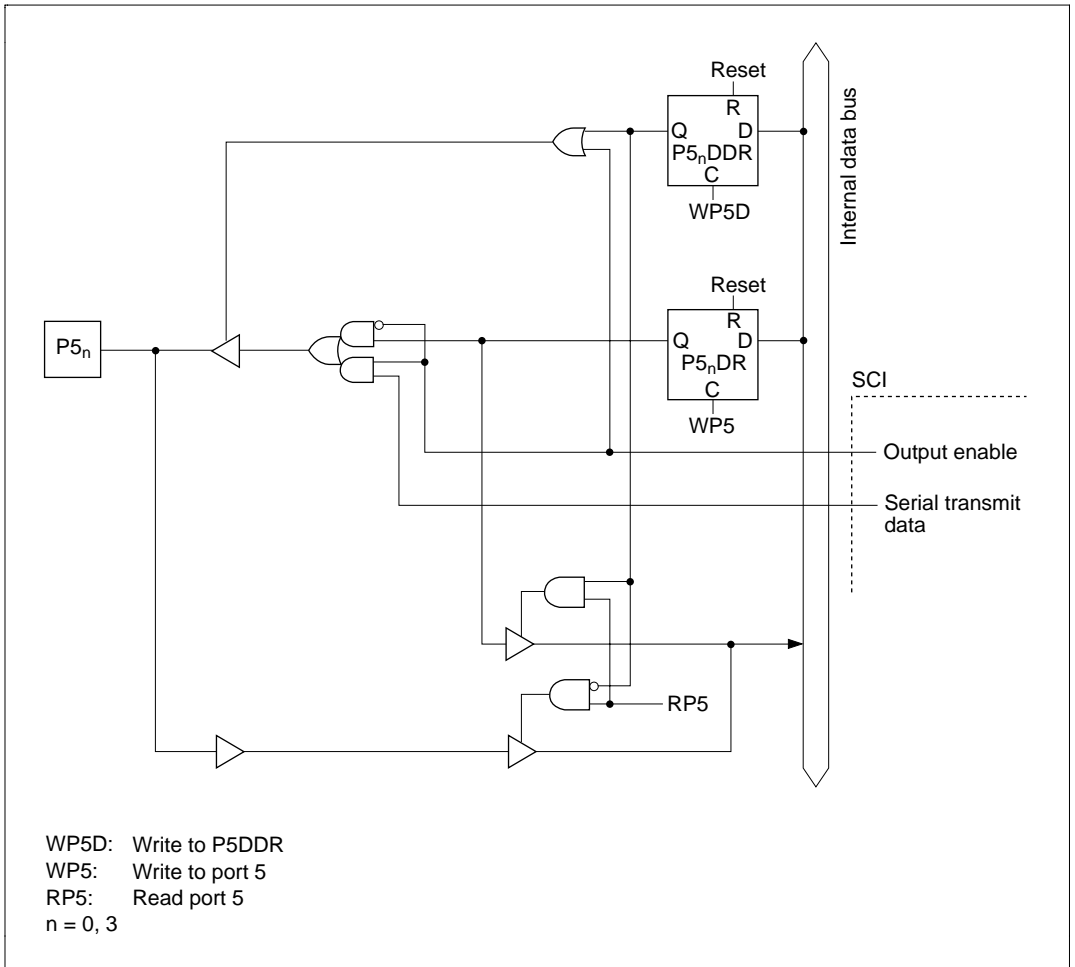 Reset
R
Q D
P5nDDR
C
WP5D
Internal data bus
Reset
R
Q D
P5nDR
C
WP5
P5n
SCI
Output enable
Serial transmit
data
RP5
WP5D: Write to P5DDR
WP5: Write to port 5
RP5: Read port 5
n = 0, 3